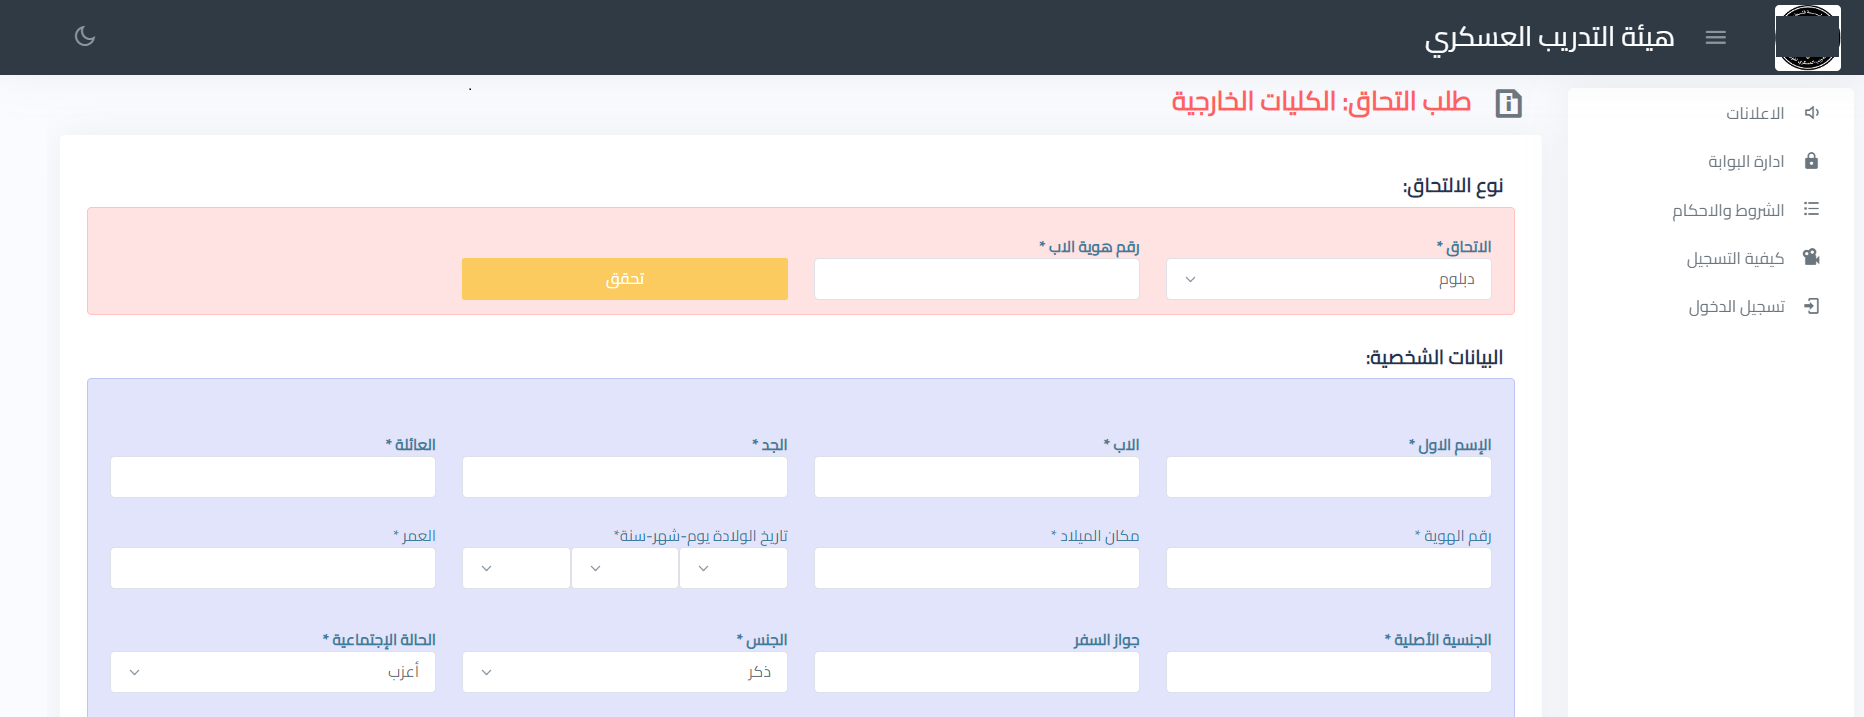 هيئة التدريب العسكري
الاعلانات
ادارة البوابة
الشروط والاحكام
كيفية التسجيل
تسجيل الدخول
طلب التحاق: الكليات الخارجية
نوع الالتحاق:
الاتحاق *
رقم هوية الاب *
دبلوم
تحقق
البيانات الشخصية:
الإسم الاول *
الاب *
الجد *
العائلة *
رقم الهوية *
مكان الميلاد *
تاريخ الولادة يوم-شهر-سنة*
العمر *
الجنسية الأصلية *
جواز السفر
الجنس *
ذكر
الحالة الإجتماعية *
أعزب